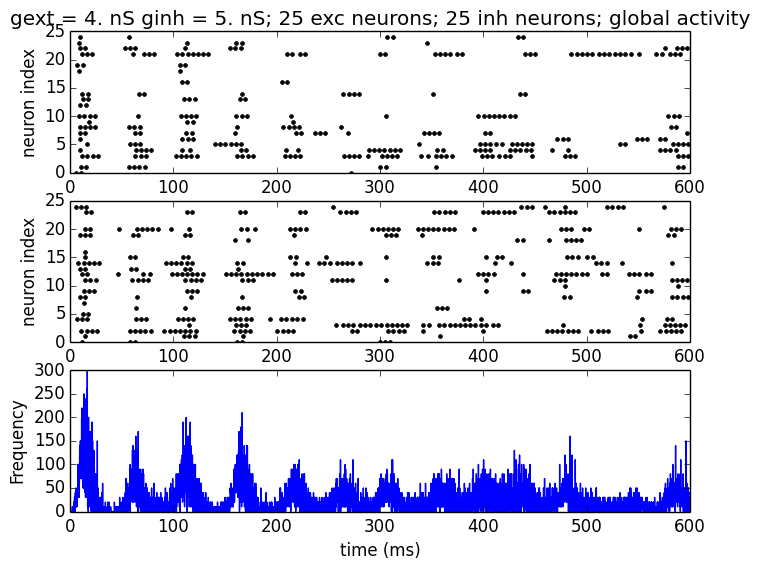 gext = 4. nS ginh = 5. nS; 25 exc neurons; 25 inh neurons; global activity
neuron index
25
20
15
10
5
0
0 100 200 300 400 500 600
neuron index
25
20
15
10
5
0
0 100 200 300 400 500 600
Frequency
300
250
200
150
100
50
0
0 100 200 300 400 500 600
time (ms)